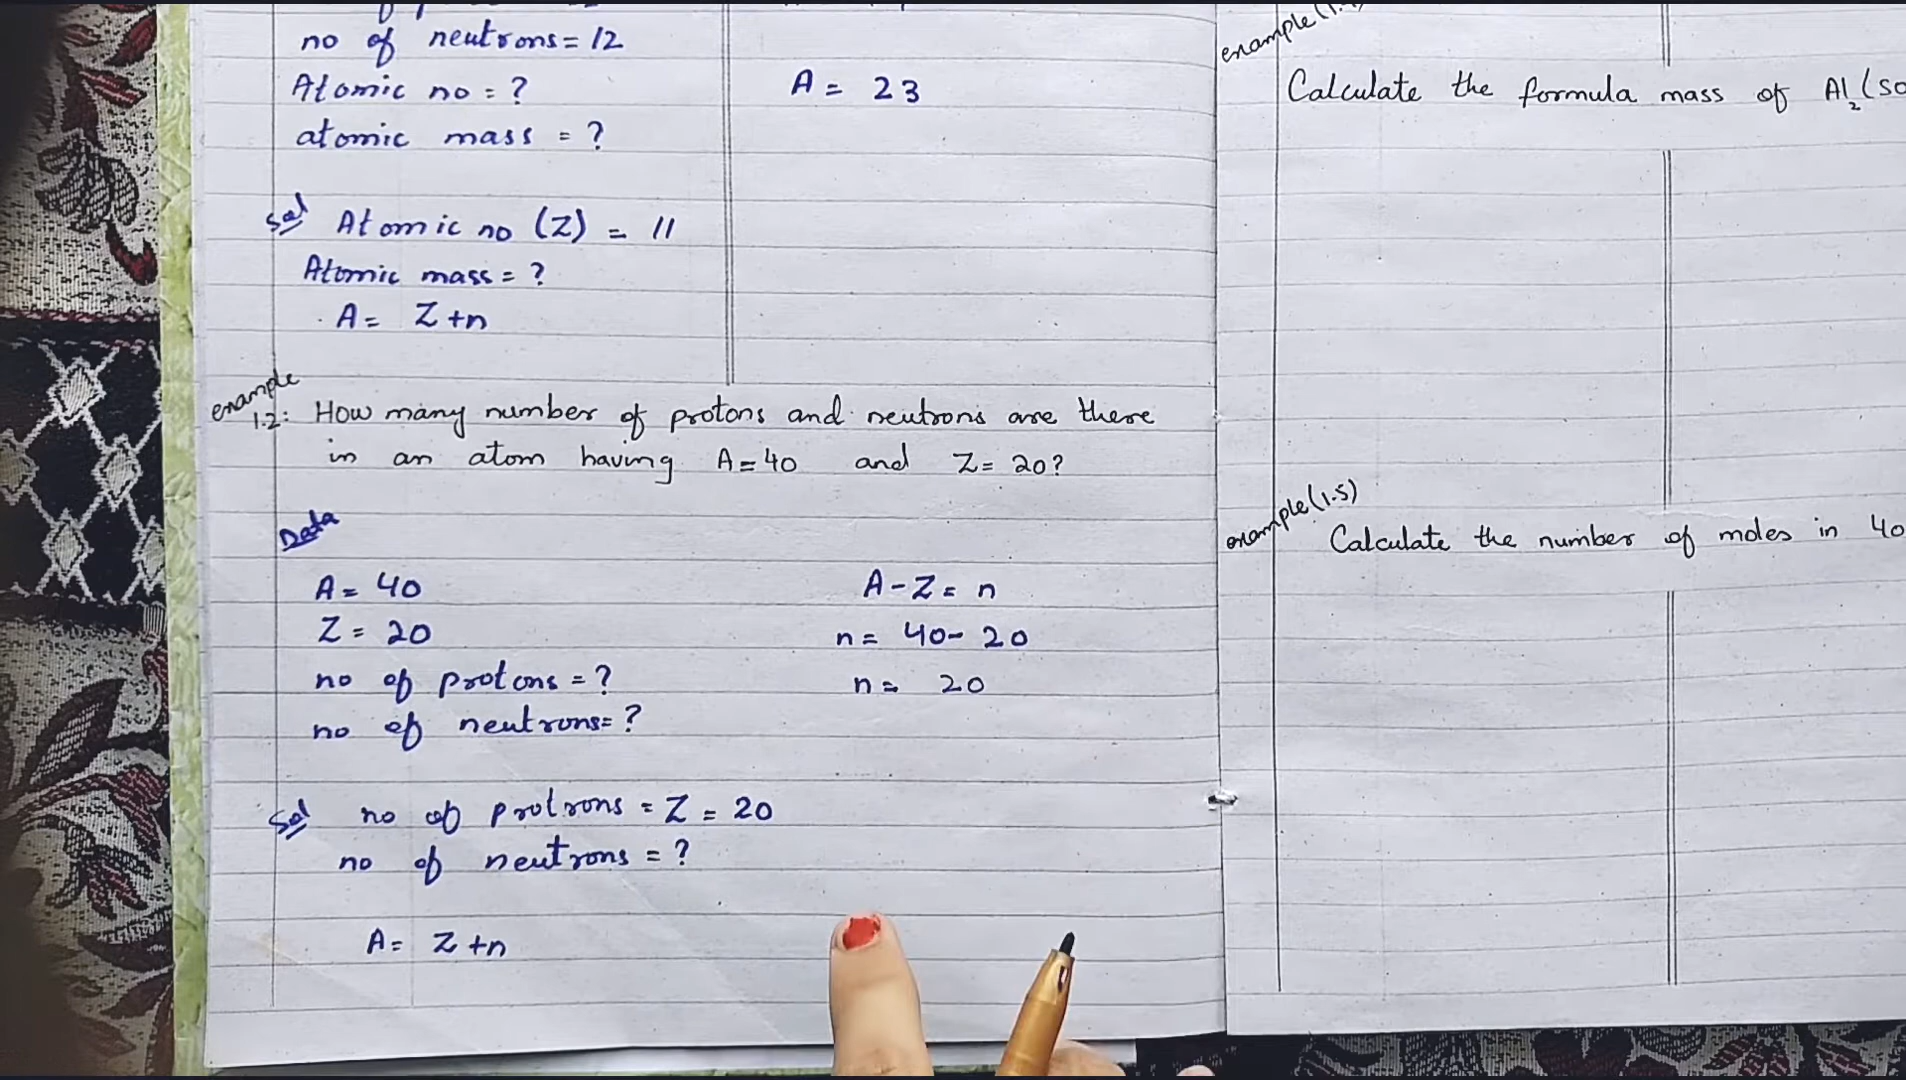 no of neutrons = 12
Atomic no = ?
atomic mass = ?
A = 23
Sol Atomic no (Z) = 11
Atomic mass = ?
A = Z + n
example 1.2: How many number of protons and neutrons are there
in an atom having A = 40 and Z = 20?
Data
A = 40
Z = 20
no of protons = ?
no of neutrons = ?
A - Z = n
n = 40 - 20
n = 20
Sol no of protrons = Z = 20
no of neutrons = ?
A = Z + n
Calculate the formula mass of Al₂(SO
example (1.5)
Calculate the number of moles in 40